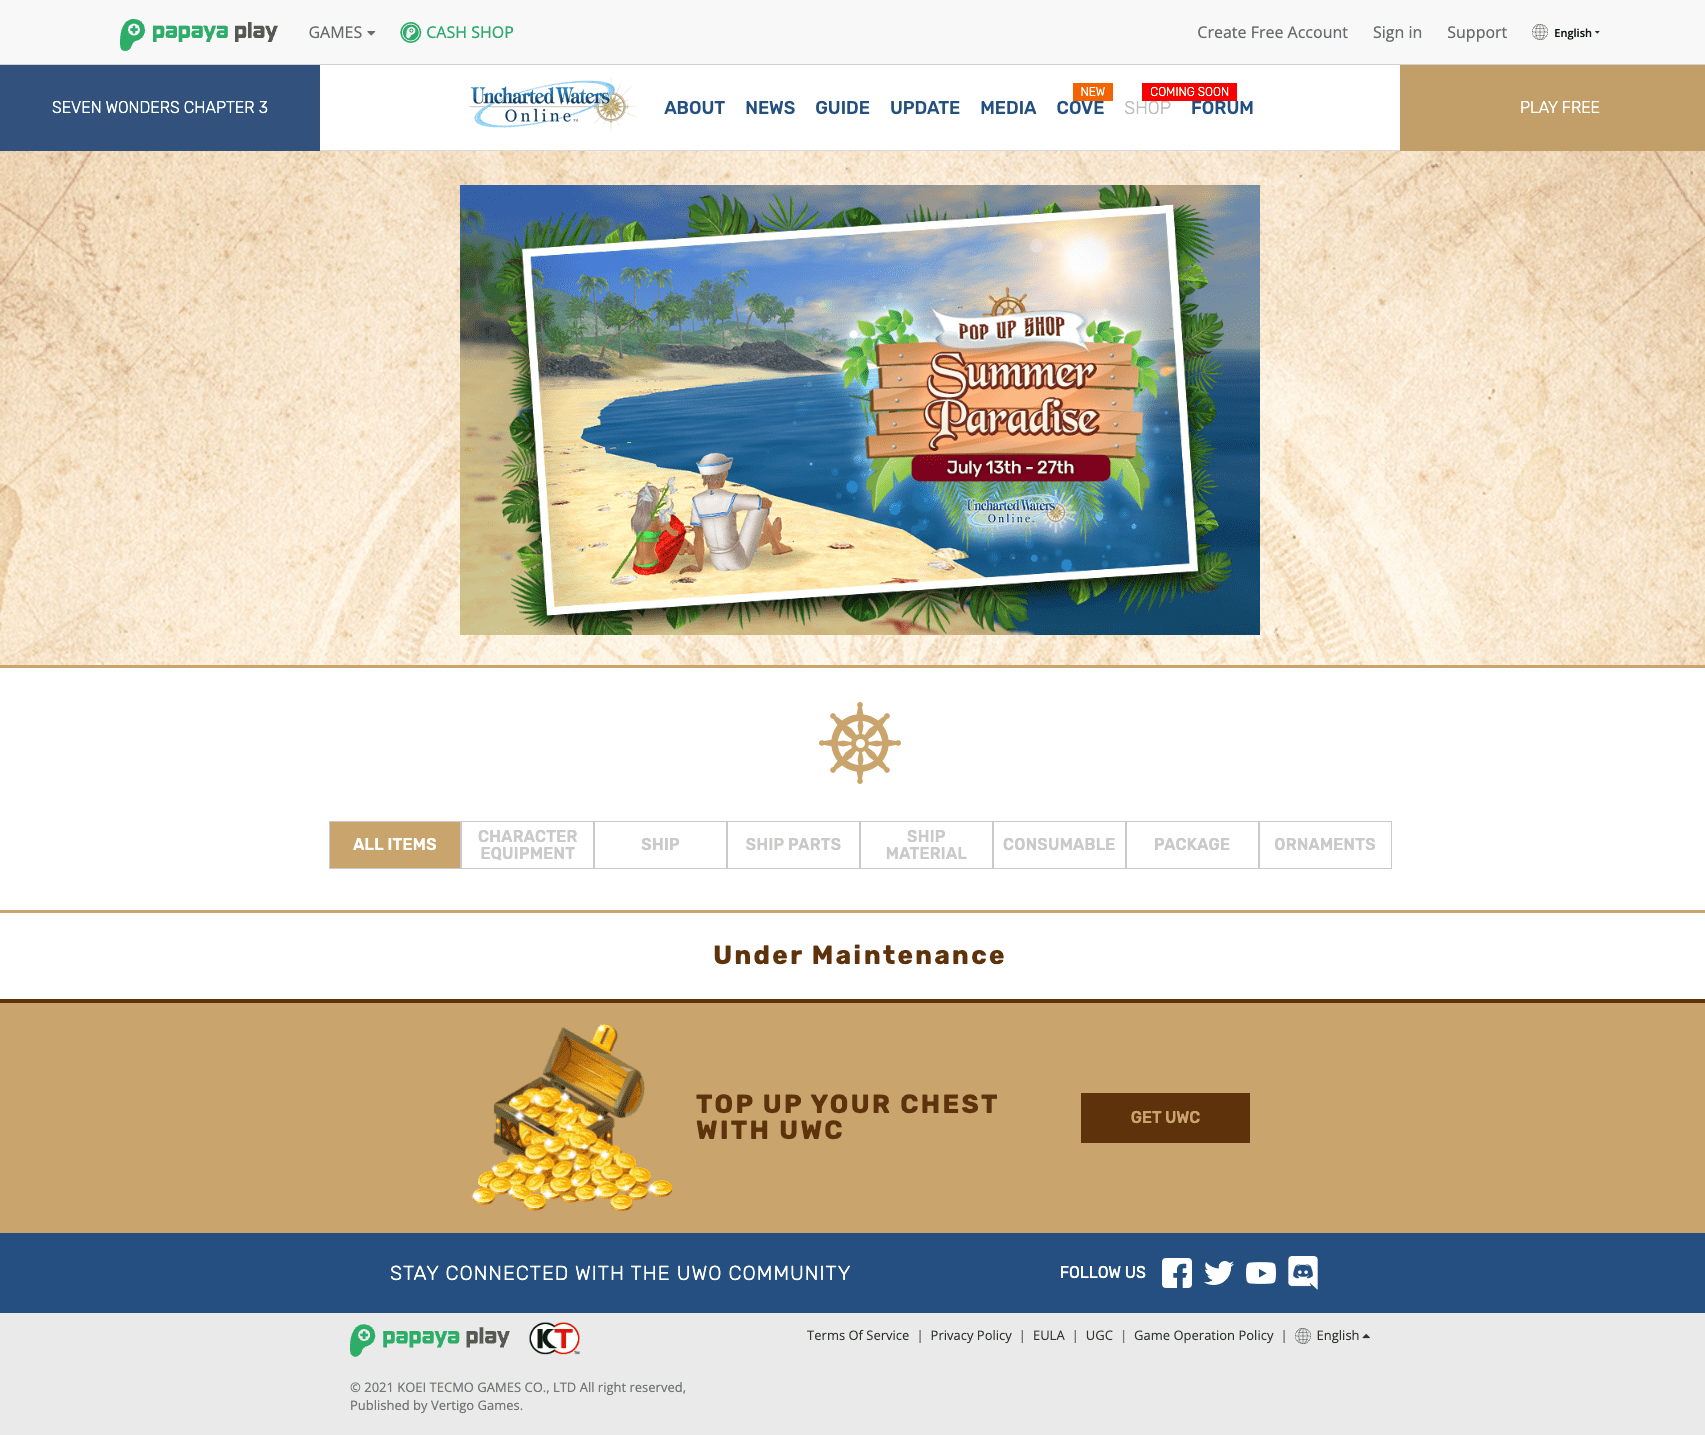 papaya play
GAMES
CASH SHOP
Create Free Account
Sign in
Support
English
SEVEN WONDERS CHAPTER 3
Uncharted Waters
Online™
ABOUT
NEWS
GUIDE
UPDATE
MEDIA
NEW
COVE
COMING SOON
SHOP
FORUM
PLAY FREE
POP UP SHOP
Summer
Paradise
July 13th - 27th
Uncharted Waters
Online
ALL ITEMS
CHARACTER
EQUIPMENT
SHIP
SHIP PARTS
SHIP
MATERIAL
CONSUMABLE
PACKAGE
ORNAMENTS
Under Maintenance
TOP UP YOUR CHEST
WITH UWC
GET UWC
STAY CONNECTED WITH THE UWO COMMUNITY
FOLLOW US
papaya play
KT™
Terms Of Service | Privacy Policy | EULA | UGC | Game Operation Policy | English
© 2021 KOEI TECMO GAMES CO., LTD All right reserved,
Published by Vertigo Games.